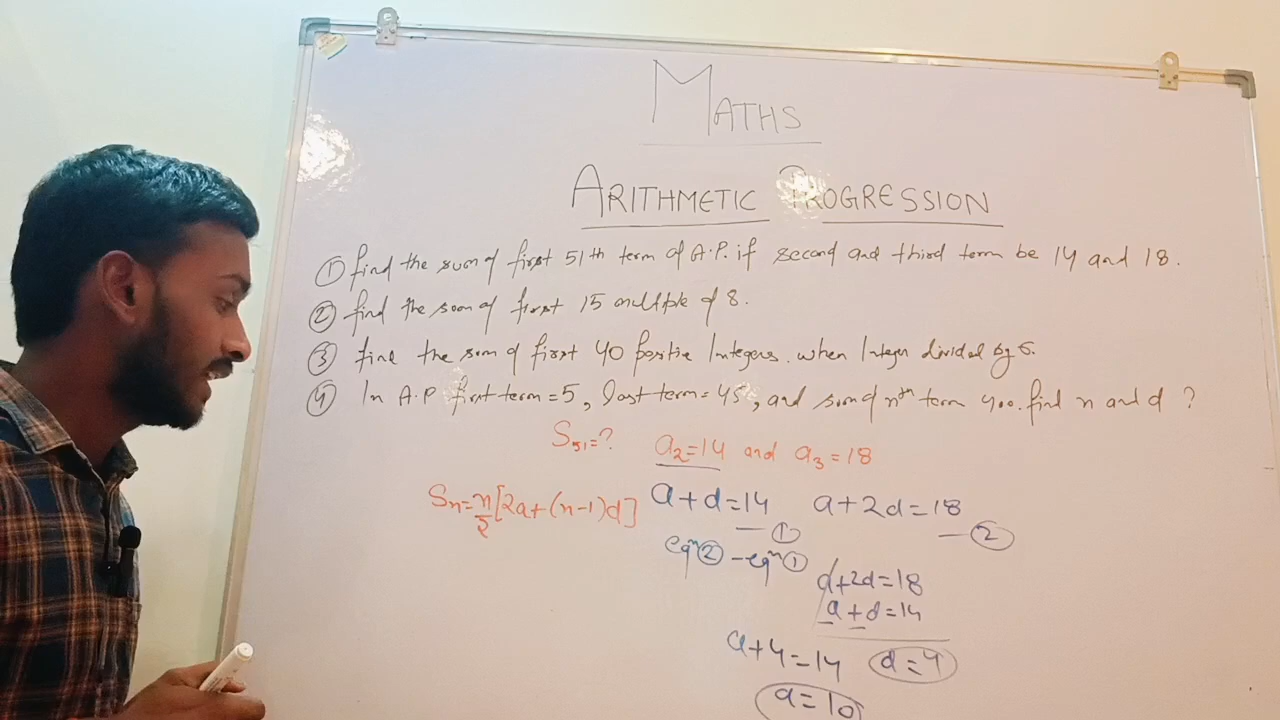 MATHS
ARITHMETIC PROGRESSION
① find the sum of first 51th term of A.P. if second and third term be 14 and 18.
② find the sum of first 15 multiple of 8.
③ find the sum of first 40 positive Integers. when Integer divided by 6.
④ In A.P first term = 5, last term = 45, and sum of nth term 400. find n and d ?
S51 = ? a2 = 14 and a3 = 18
Sn = n/2 [2a + (n-1) d] a + d = 14 — ① a + 2d = 18 — ②
eqn ② - eqn ①
a + 2d = 18
a + d = 14
a + 4 = 14 d = 4
a = 10